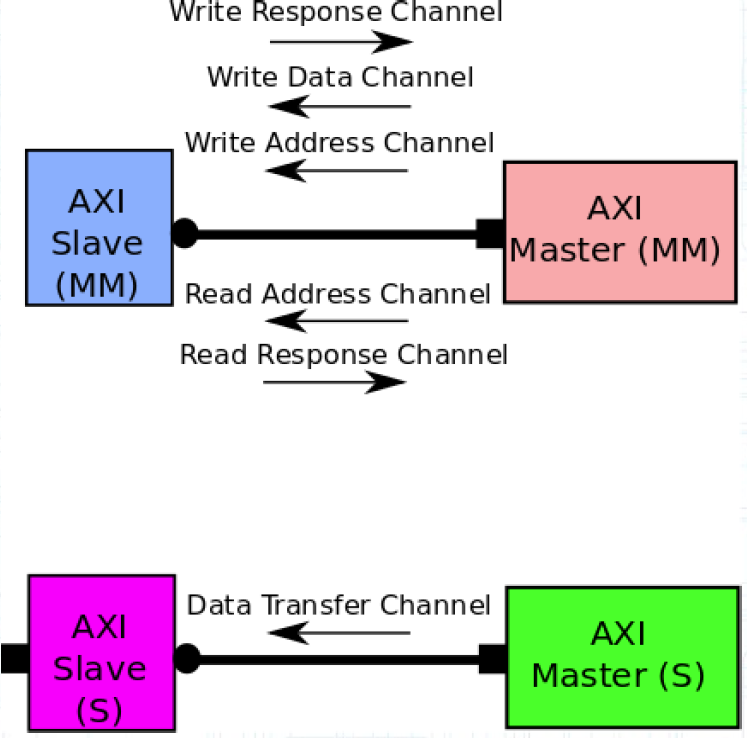 Write Response Channel
Write Data Channel
Write Address Channel
AXI
Slave
(MM)
AXI
Master (MM)
Read Address Channel
Read Response Channel
Data Transfer Channel
AXI
Slave
(S)
AXI
Master (S)